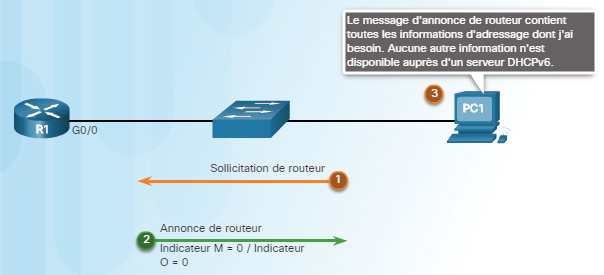 Le message d'annonce de routeur contient
toutes les informations d'adressage dont j'ai
besoin. Aucune autre information n'est
disponible auprès d'un serveur DHCPv6.
3
PC1
R1
G0/0
Sollicitation de routeur
1
2
Annonce de routeur
Indicateur M = 0 / Indicateur
O = 0